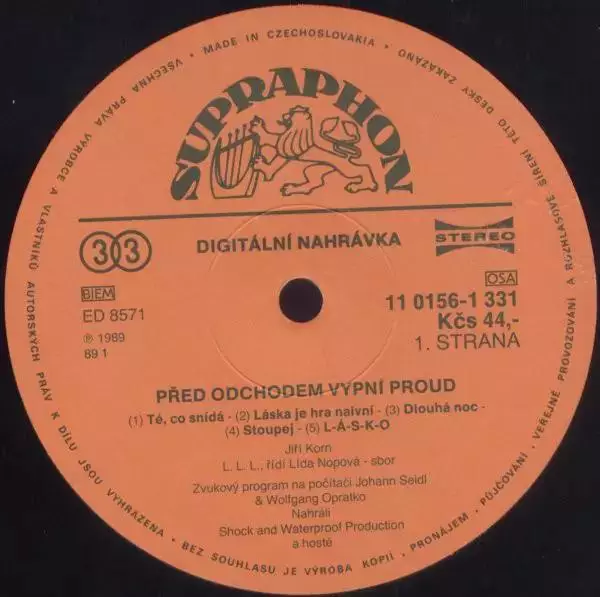 VŠECHNA PRÁVA VÝROBCE A VLASTNÍKŮ AUTORSKÝCH PRÁV K DÍLU JSOU VYHRAZENA • BEZ SOUHLASU JE VÝROBA KOPIÍ, PRONÁJEM, PŮJČOVÁNÍ, VEŘEJNÉ PROVOZOVÁNÍ A ROZHLASOVÉ ŠÍŘENÍ TÉTO DESKY ZAKÁZÁNO • MADE IN CZECHOSLOVAKIA •
SUPRAPHON
33
DIGITÁLNÍ NAHRÁVKA
STEREO
BIEM
OSA
ED 8571
11 0156-1 331
Kčs 44,-
℗ 1989
89 1
1. STRANA
PŘED ODCHODEM VYPNI PROUD
(1) Té, co snídá - (2) Láska je hra naivní - (3) Dlouhá noc -
(4) Stoupej - (5) L-Á-S-K-O
Jiří Korn
L. L. L., řídí Lída Nopová - sbor
Zvukový program na počítači Johann Seidl
& Wolfgang Opratko
Nahráli
Shock and Waterproof Production
a hosté